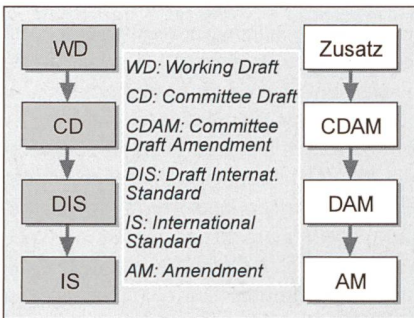 WD
CD
DIS
IS
WD: Working Draft
CD: Committee Draft
CDAM: Committee
Draft Amendment
DIS: Draft Internat.
Standard
IS: International
Standard
AM: Amendment
Zusatz
CDAM
DAM
AM